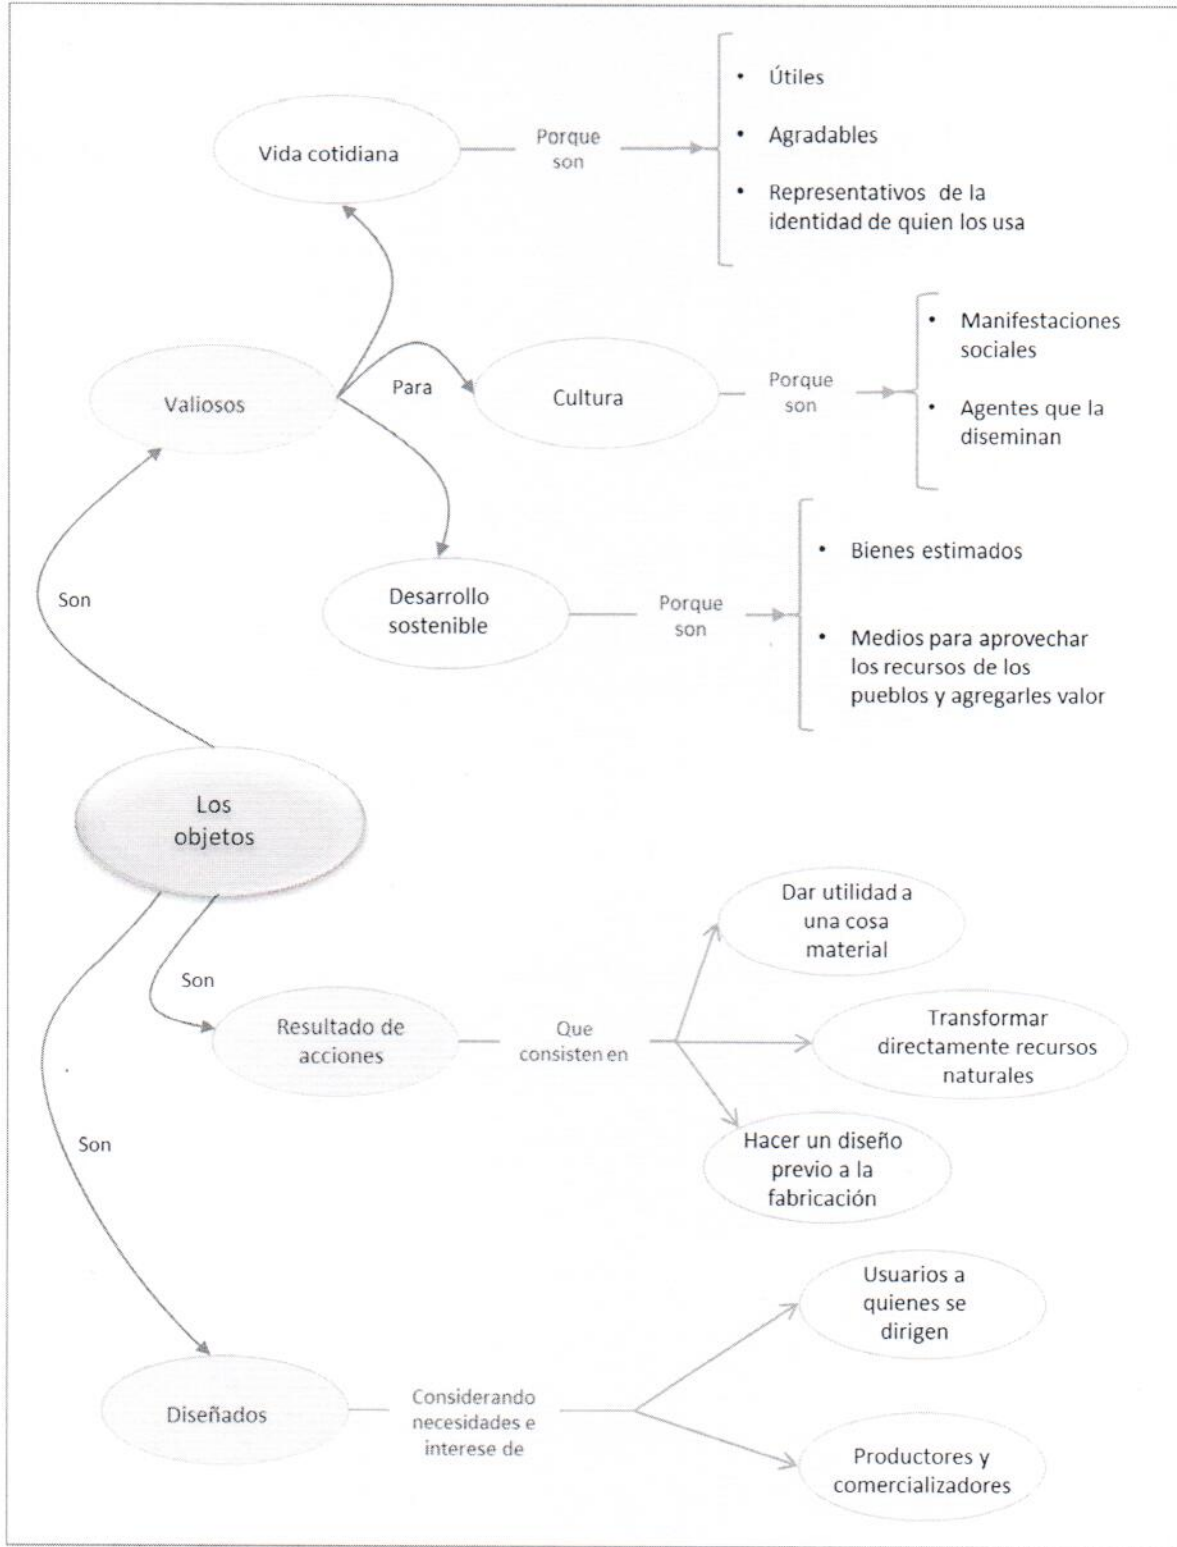 • Útiles
Vida cotidiana
Porque
son
• Agradables
• Representativos de la
identidad de quien los usa
Valiosos
Para
Cultura
Porque
son
• Manifestaciones
sociales
• Agentes que la
diseminan
Son
Desarrollo
sostenible
Porque
son
• Bienes estimados
• Medios para aprovechar
los recursos de los
pueblos y agregarles valor
Los
objetos
Son
Resultado de
acciones
Que
consisten en
Dar utilidad a
una cosa
material
Transformar
directamente recursos
naturales
Hacer un diseño
previo a la
fabricación
Son
Diseñados
Considerando
necesidades e
interese de
Usuarios a
quienes se
dirigen
Productores y
comercializadores